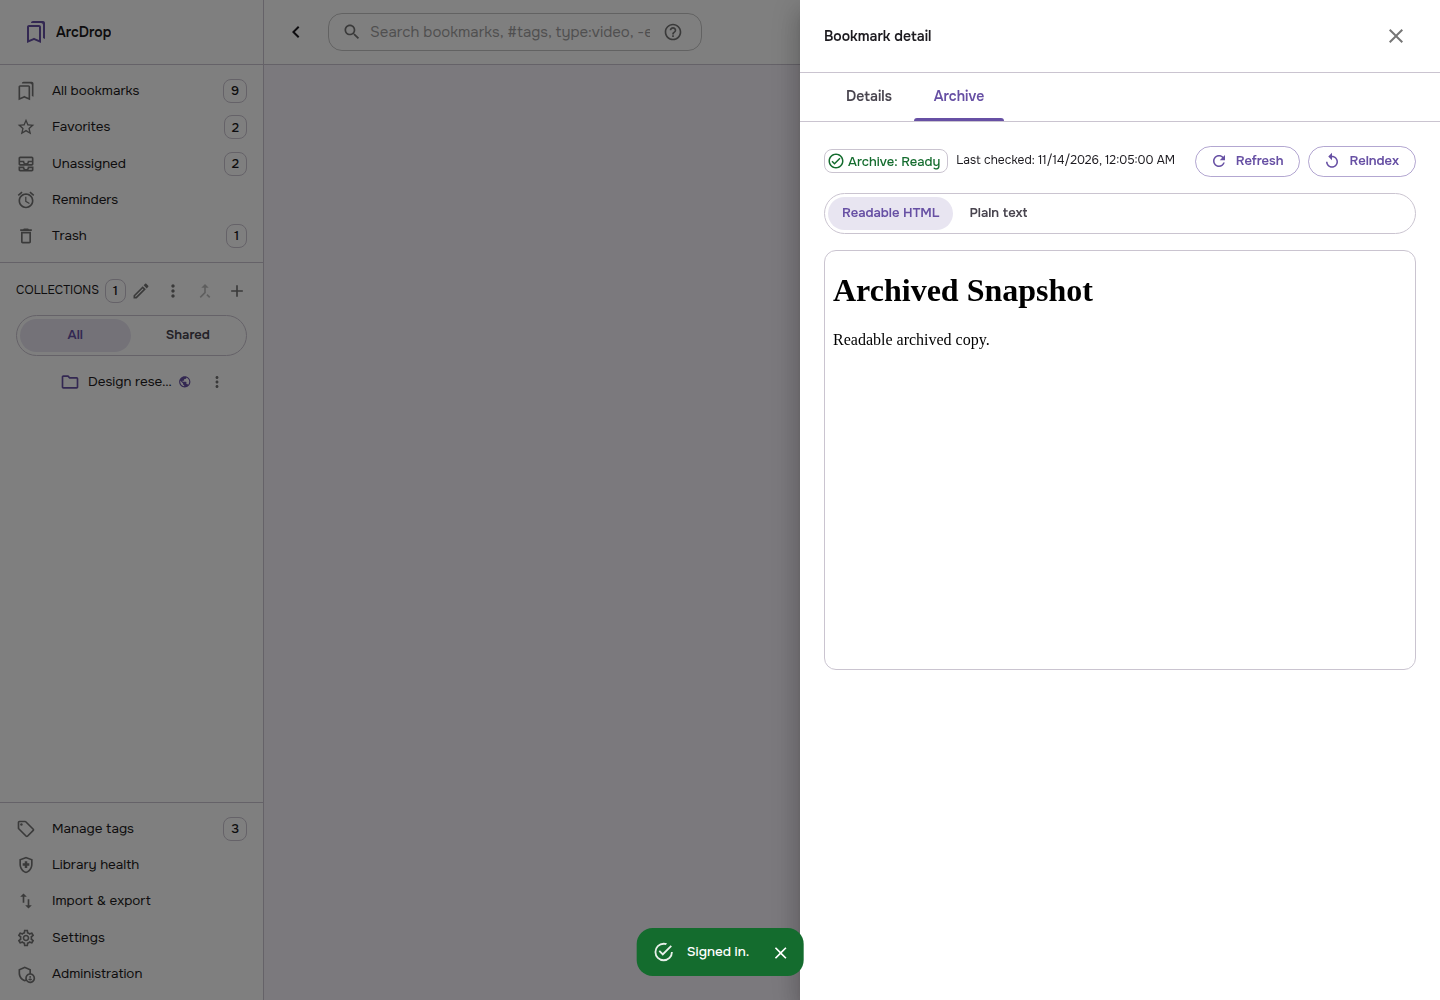 ArcDrop
Search bookmarks, #tags, type:video, -e
All bookmarks 9
Favorites 2
Unassigned 2
Reminders
Trash 1
COLLECTIONS 1
All Shared
Design rese...
Manage tags 3
Library health
Import & export
Settings
Administration
Bookmark detail
Details Archive
Archive: Ready Last checked: 11/14/2026, 12:05:00 AM Refresh Reindex
Readable HTML Plain text
Archived Snapshot
Readable archived copy.
Signed in.